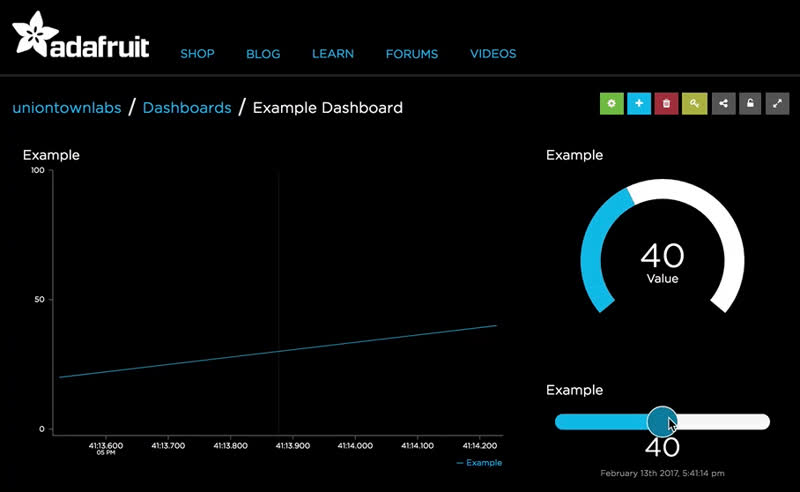 adafruit
SHOP BLOG LEARN FORUMS VIDEOS
uniontownlabs / Dashboards / Example Dashboard
Example
100
50
0
41:13.600 41:13.700 41:13.800 41:13.900 41:14.000 41:14.100 41:14.200
05 PM
Example
Example
40
Value
Example
40
February 13th 2017, 5:41:14 pm